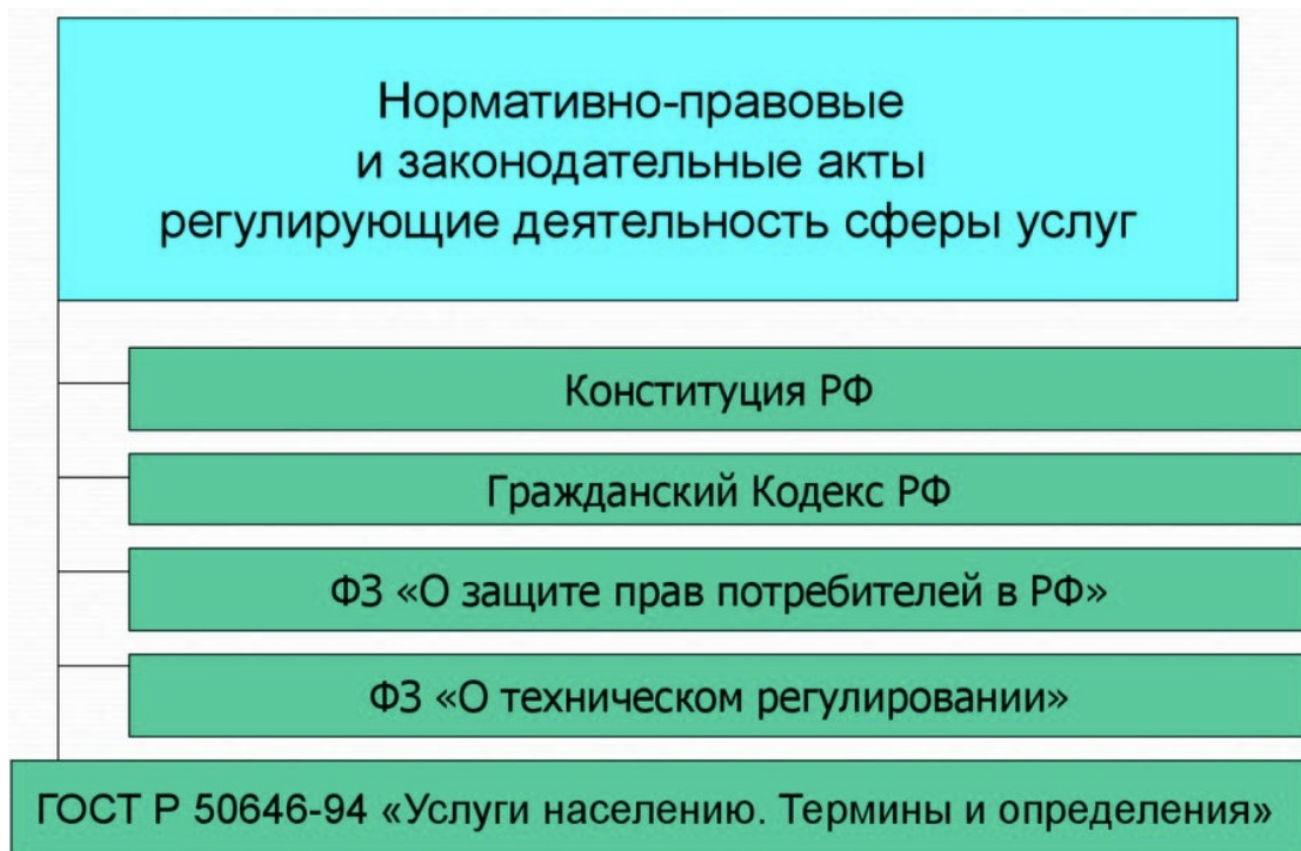 Нормативно-правовые
и законодательные акты
регулирующие деятельность сферы услуг
Конституция РФ
Гражданский Кодекс РФ
ФЗ «О защите прав потребителей в РФ»
ФЗ «О техническом регулировании»
ГОСТ Р 50646-94 «Услуги населению. Термины и определения»